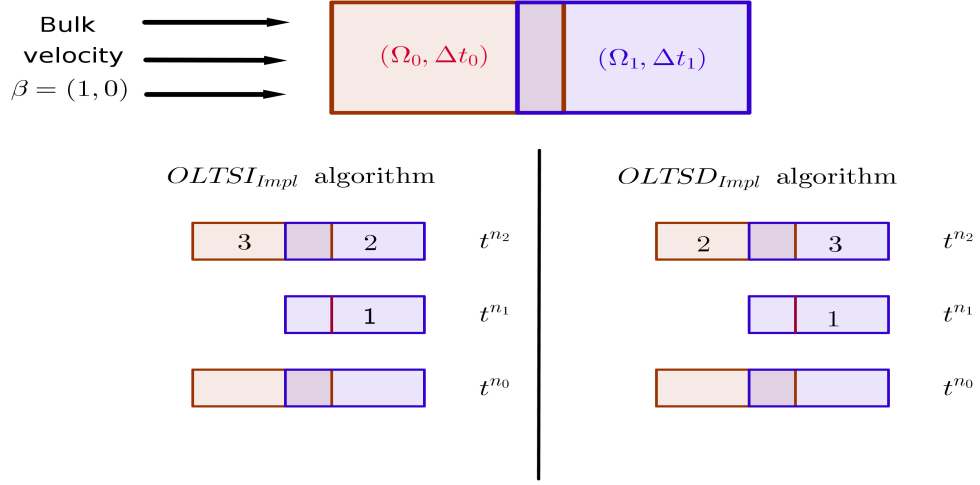 Bulk
velocity
β = (1, 0)
(Ω₀, Δt₀)
(Ω₁, Δt₁)
OLTSI_Impl algorithm
3 2 t^{n₂}
1 t^{n₁}
t^{n₀}
OLTSD_Impl algorithm
2 3 t^{n₂}
1 t^{n₁}
t^{n₀}